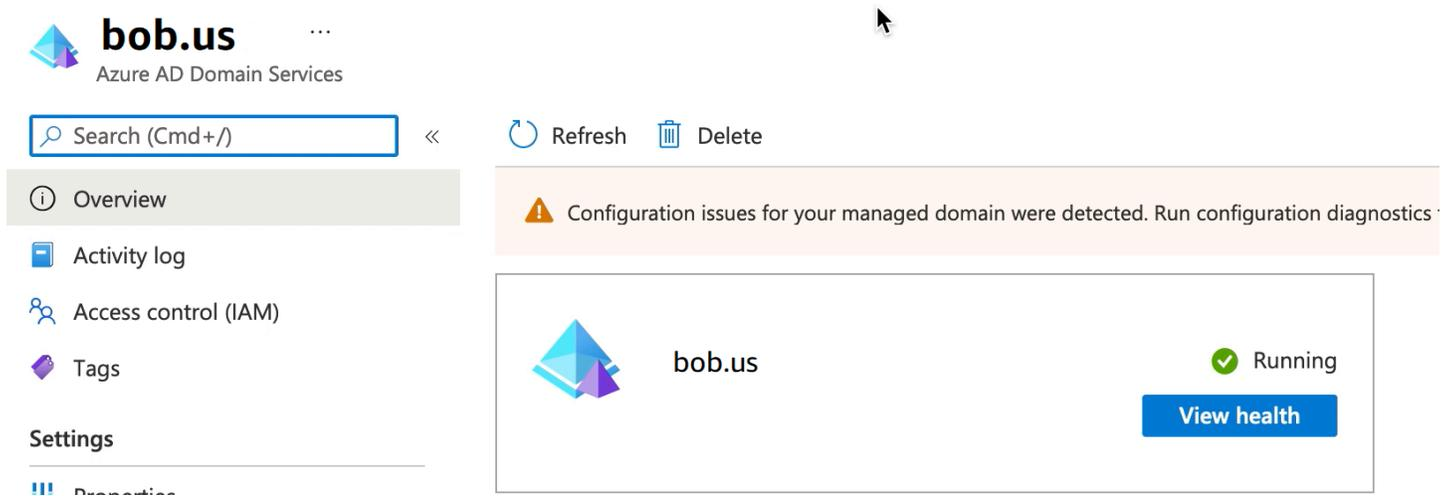 bob.us ...
Azure AD Domain Services
Search (Cmd+/) «
Overview
Activity log
Access control (IAM)
Tags
Settings
Properties
Refresh Delete
Configuration issues for your managed domain were detected. Run configuration diagnostics
bob.us
Running
View health